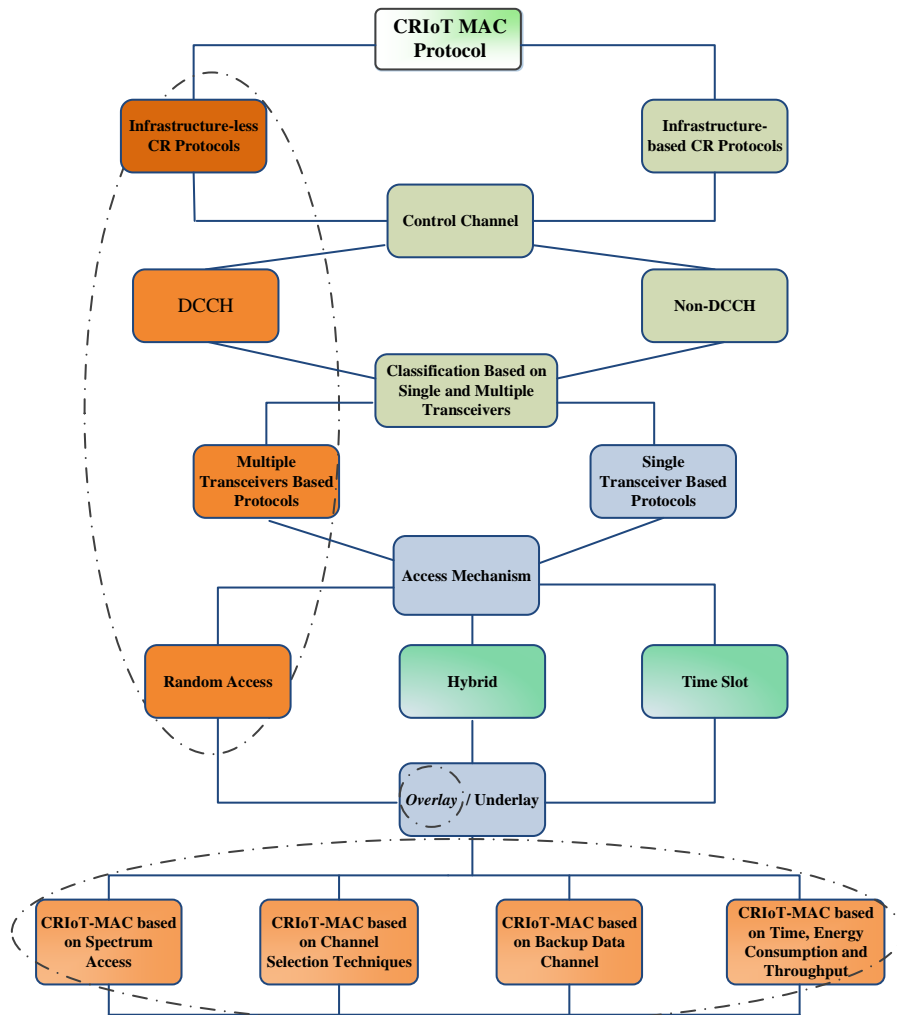 CRIoT MAC
Protocol
Infrastructure-less
CR Protocols
Infrastructure-
based CR Protocols
Control Channel
DCCH
Non-DCCH
Classification Based on
Single and Multiple
Transceivers
Multiple
Transceivers Based
Protocols
Single
Transceiver Based
Protocols
Access Mechanism
Random Access
Hybrid
Time Slot
Overlay / Underlay
CRIoT-MAC based
on Spectrum
Access
CRIoT-MAC based
on Channel
Selection Techniques
CRIoT-MAC based
on Backup Data
Channel
CRIoT-MAC based
on Time, Energy
Consumption and
Throughput